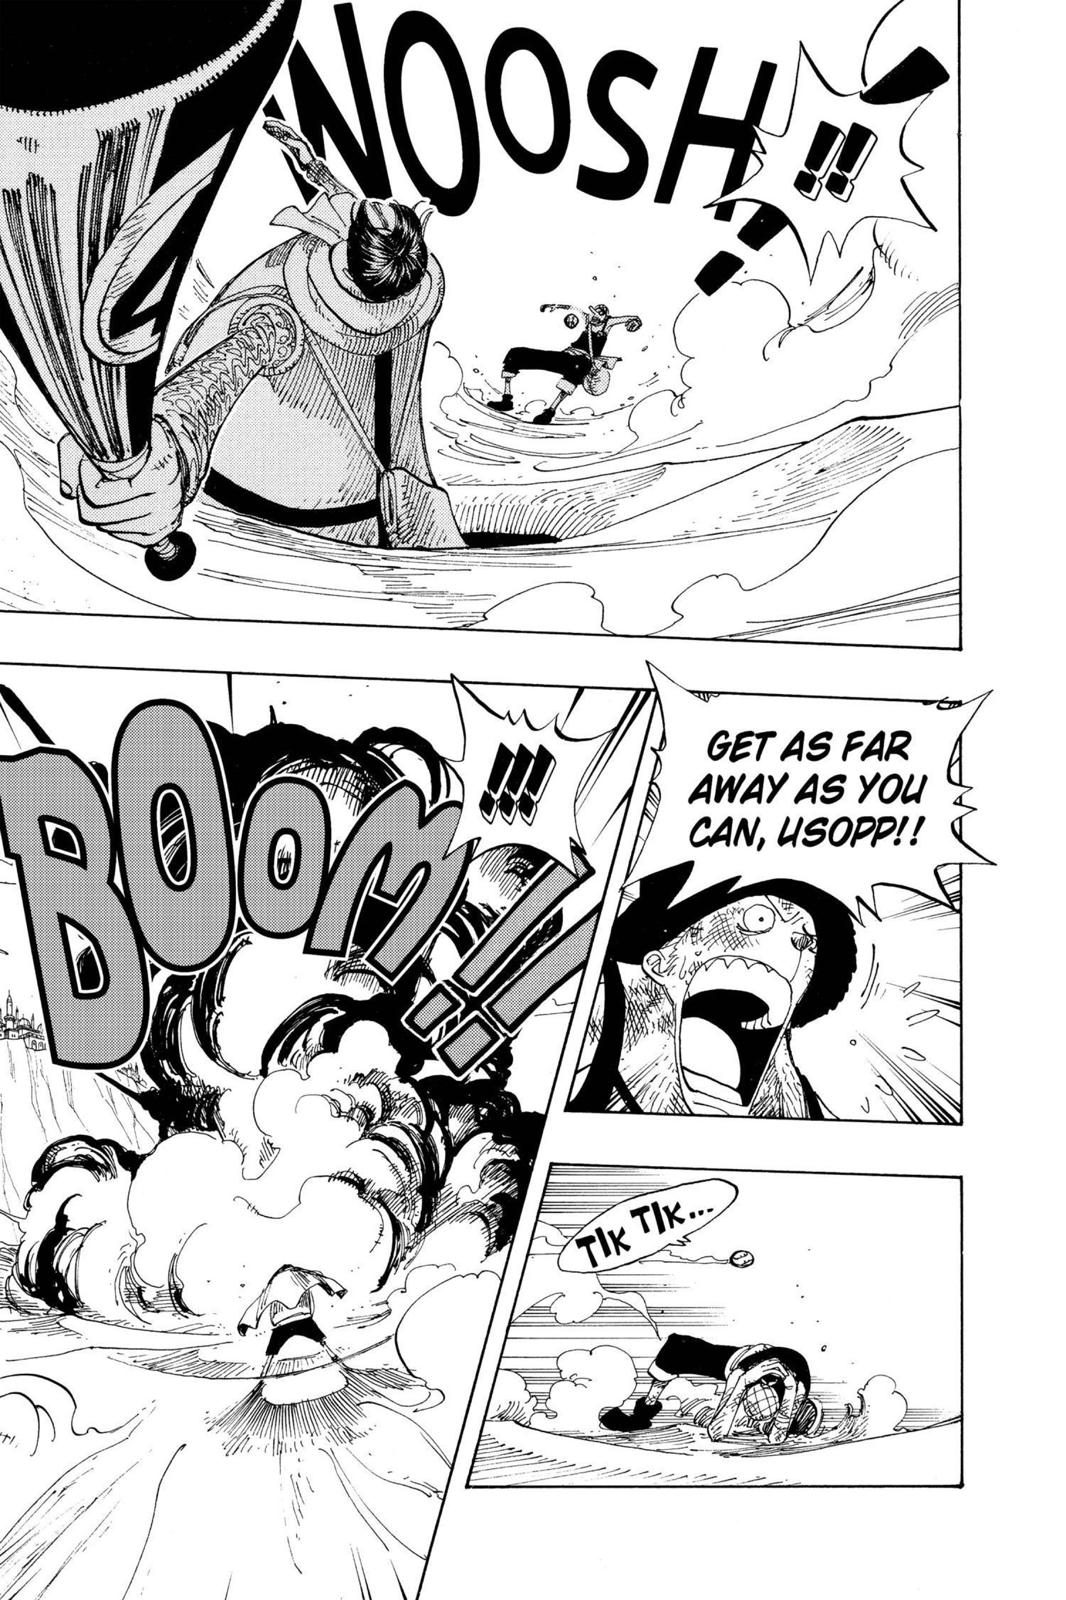 WOOSH!!
!!
GET AS FAR
AWAY AS YOU
CAN, USOPP!!
TIK TIK...
!!!
BOOM!!